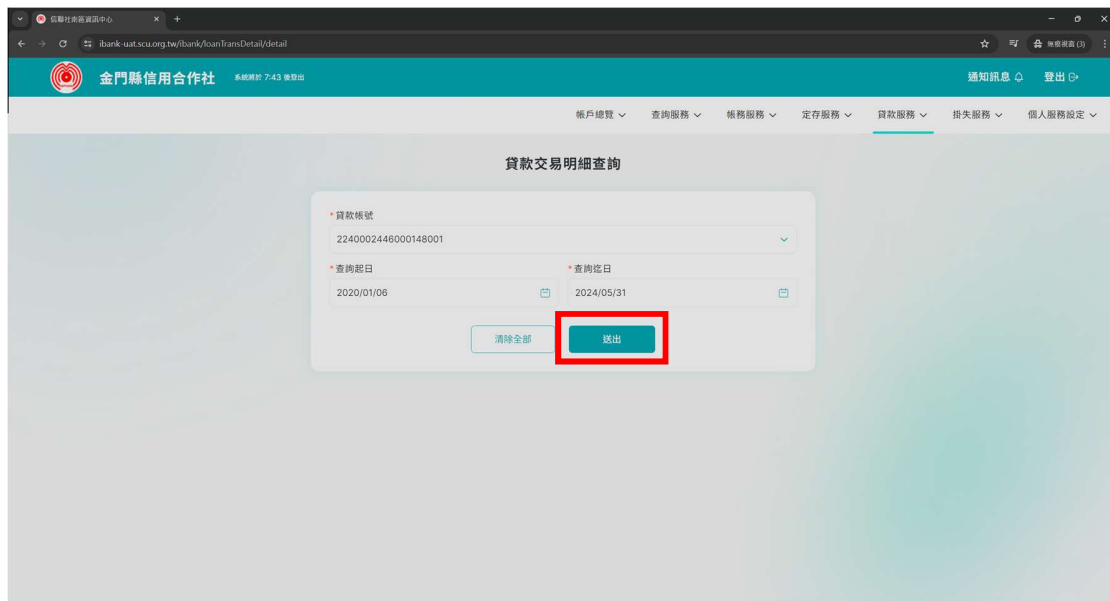 信聯社南區資訊中心
ibank-uat.scu.org.tw/ibank/loanTransDetail/detail
無痕視窗 (3)
金門縣信用合作社 系統將於 7:43 後登出 通知訊息 登出
帳戶總覽 查詢服務 帳務服務 定存服務 貸款服務 掛失服務 個人服務設定
貸款交易明細查詢
*貸款帳號
2240002446000148001
*查詢起日 *查詢迄日
2020/01/06 2024/05/31
清除全部 送出